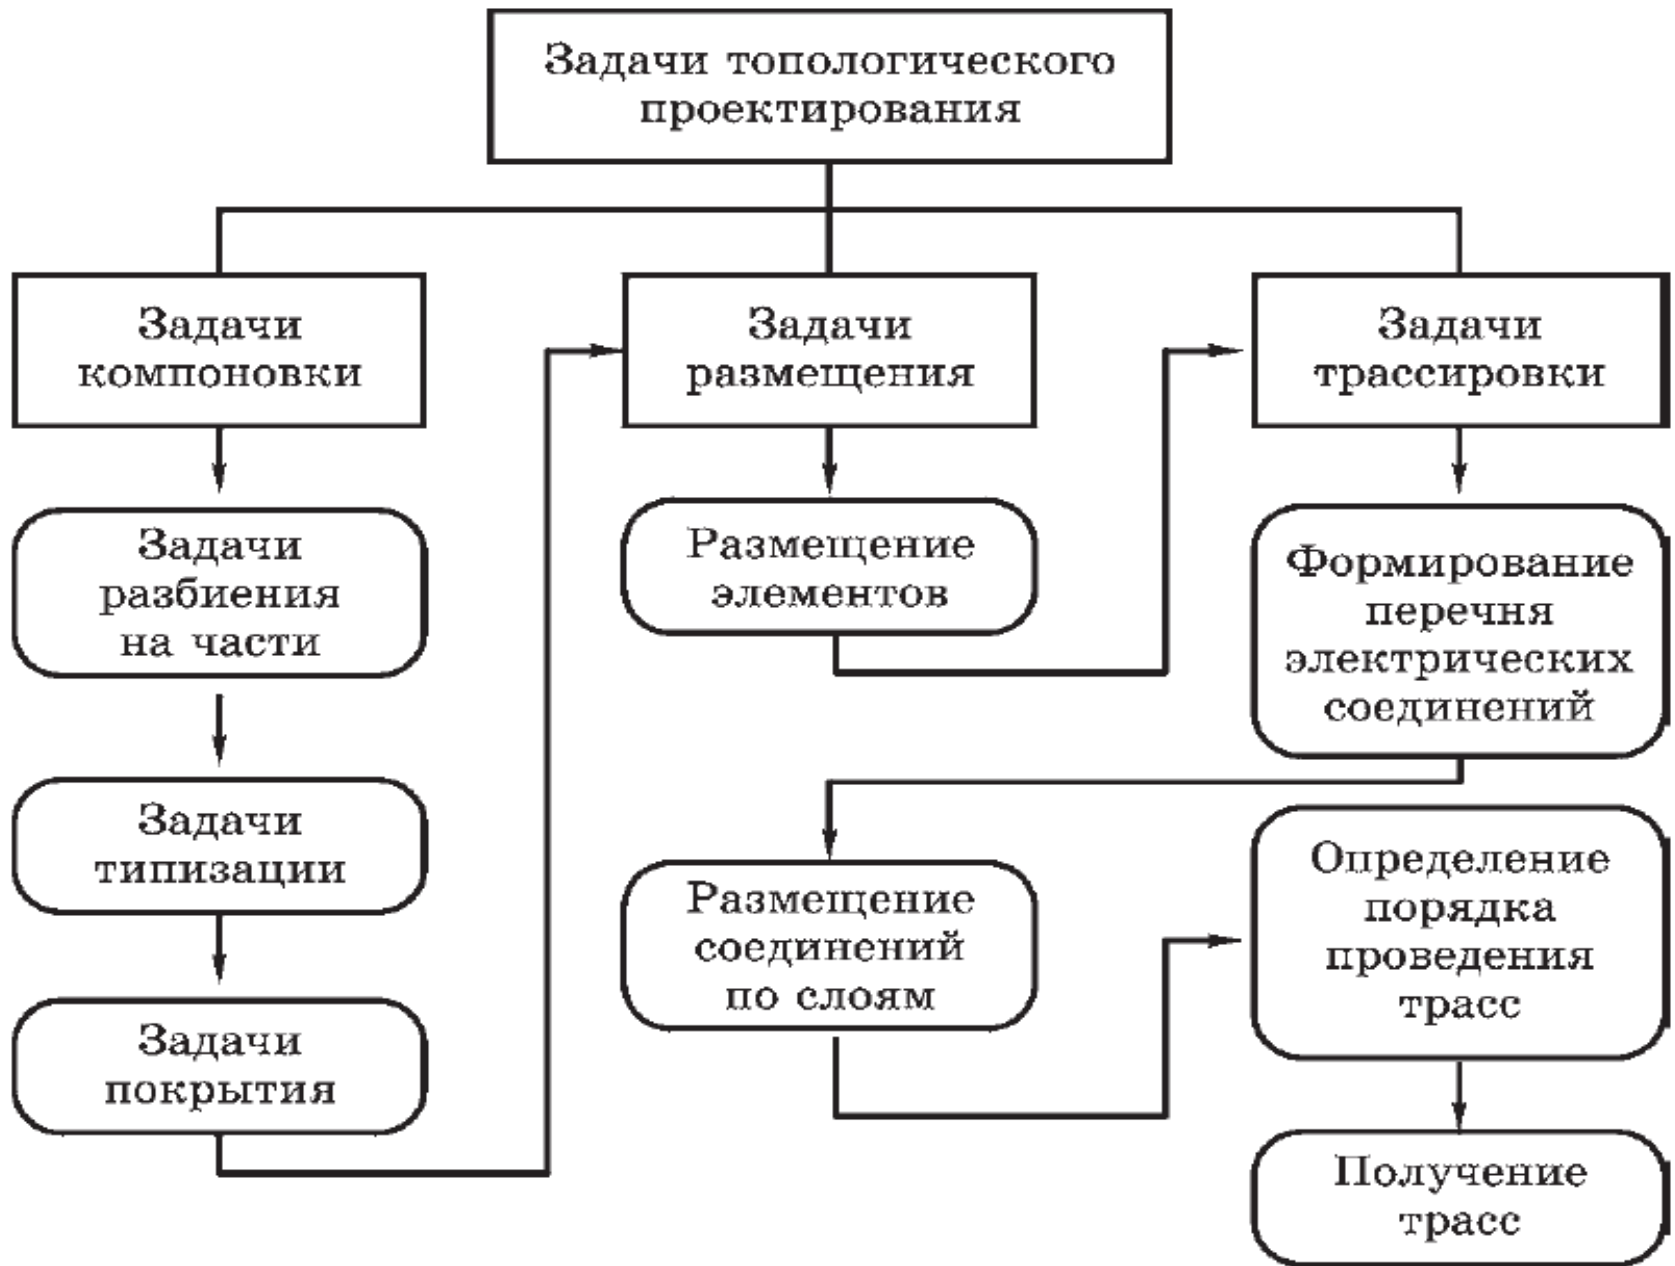 Задачи топологического
проектирования
Задачи
компоновки
Задачи
размещения
Задачи
трассировки
Задачи
разбиения
на части
Размещение
элементов
Формирование
перечня
электрических
соединений
Задачи
типизации
Размещение
соединений
по слоям
Определение
порядка
проведения
трасс
Задачи
покрытия
Получение
трасс